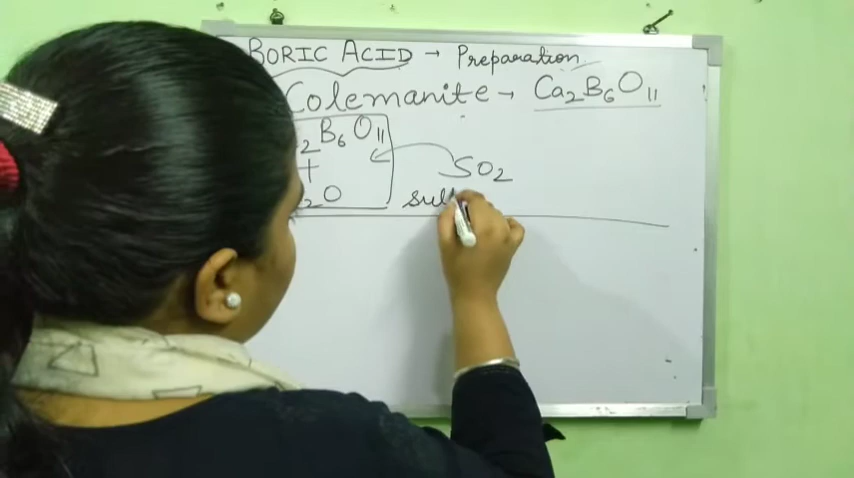 BORIC ACID → Preparation
Colemanite → Ca₂B₆O₁₁
₂B₆O₁₁
+ SO₂
₂O sul